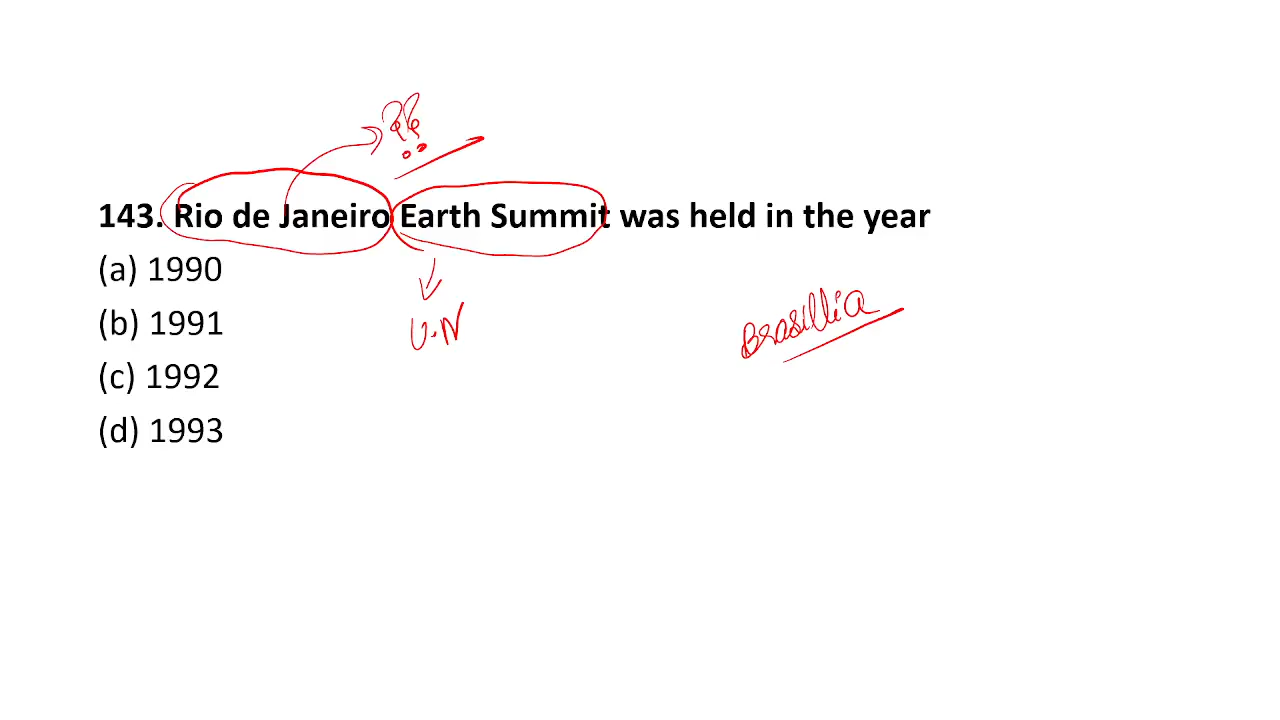 ??
143. Rio de Janeiro Earth Summit was held in the year
(a) 1990
(b) 1991
U.N
Brasillia
(c) 1992
(d) 1993